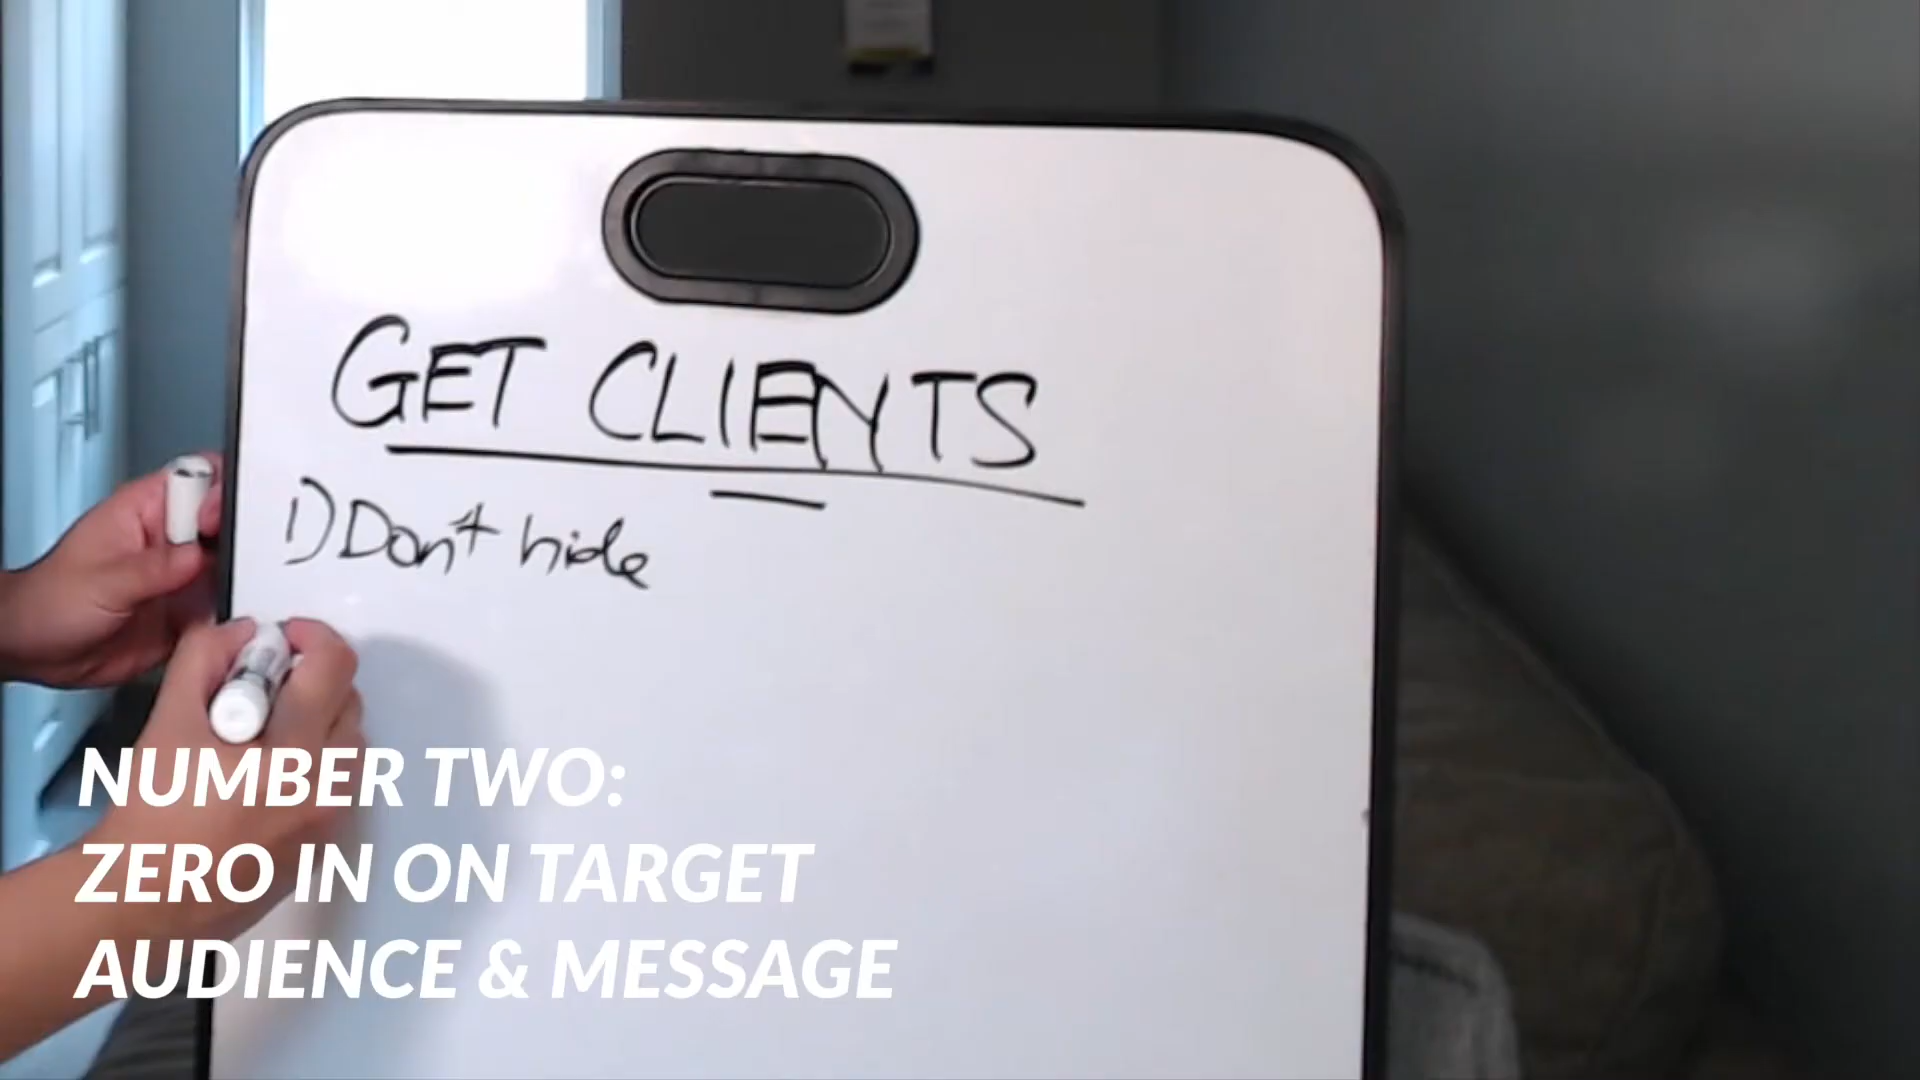 GET CLIENTS
1) Don't hide
NUMBER TWO:
ZERO IN ON TARGET
AUDIENCE & MESSAGE